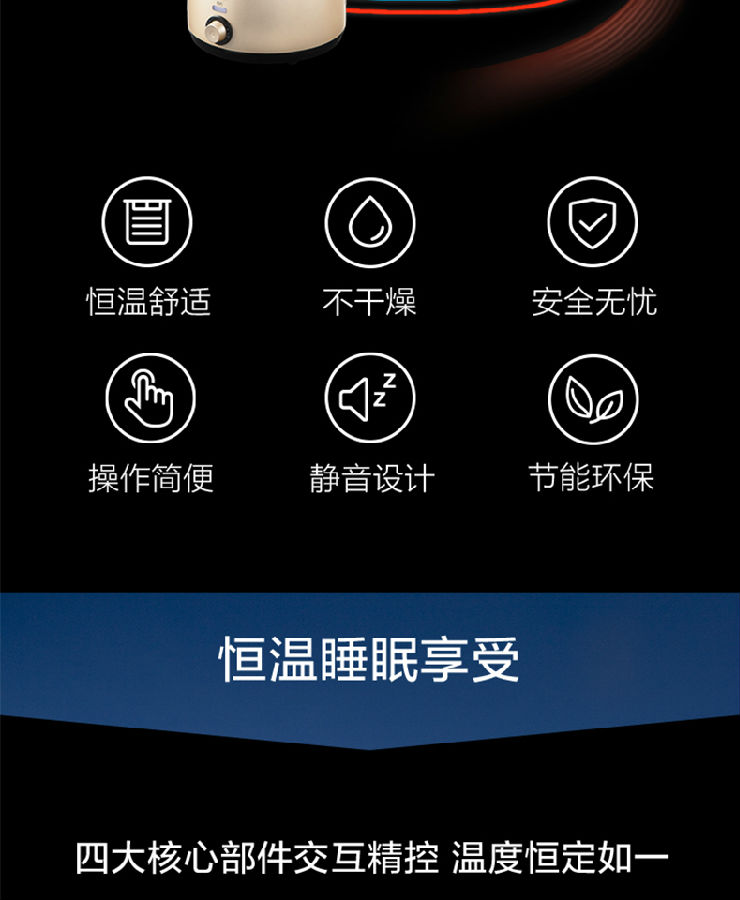 恒温舒适 不干燥 安全无忧
z
z
操作简便 静音设计 节能环保
恒温睡眠享受
四大核心部件交互精控 温度恒定如一